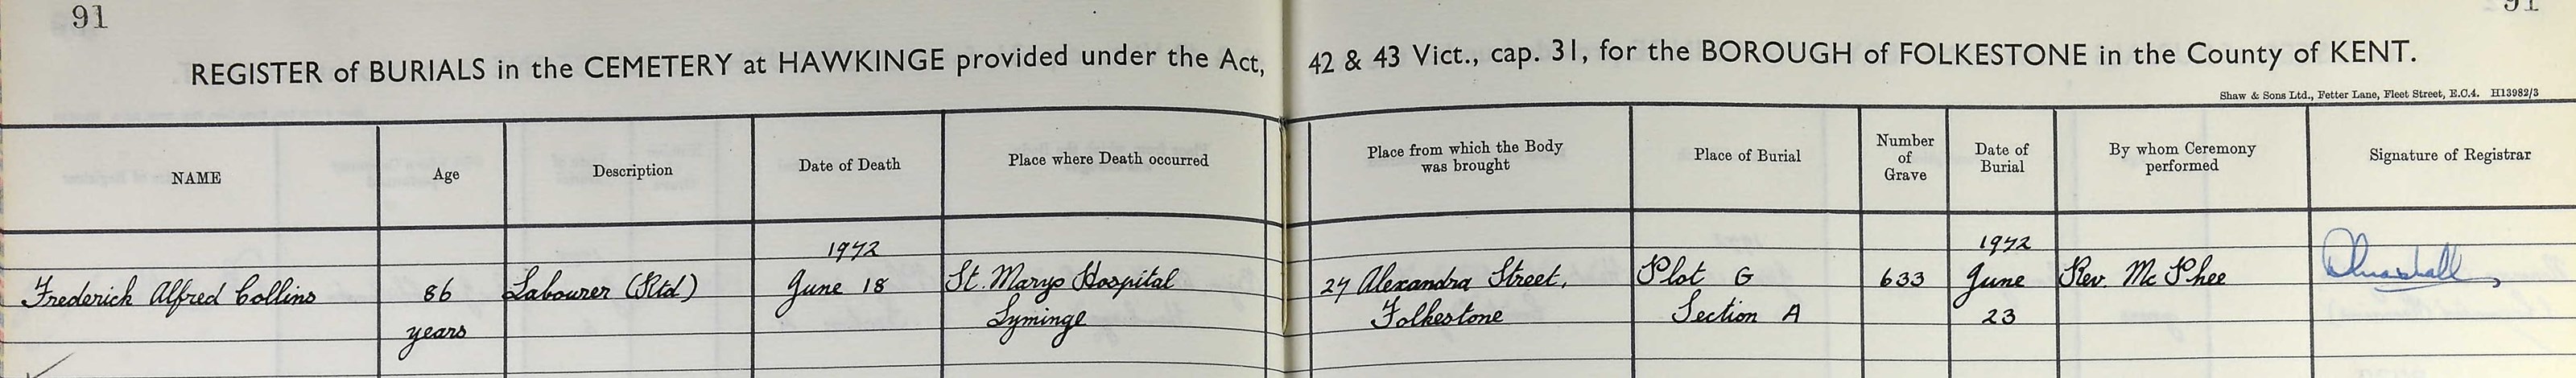 91
91
REGISTER of BURIALS in the CEMETERY at HAWKINGE provided under the Act, 42 & 43 Vict., cap. 31, for the BOROUGH of FOLKESTONE in the County of KENT.
Shaw & Sons Ltd., Fetter Lane, Fleet Street, E.C.4. H13982/3
NAME
Age
Description
Date of Death
Place where Death occurred
Place from which the Body
was brought
Place of Burial
Number
of
Grave
Date of
Burial
By whom Ceremony
performed
Signature of Registrar
Frederick Alfred Collins
86
years
Labourer (Rtd)
1972
June 18
St. Marys Hospital
Lyminge
27 Alexandra Street,
Folkestone
Plot G
Section A
633
1972
June
23
Rev. Mc Phee